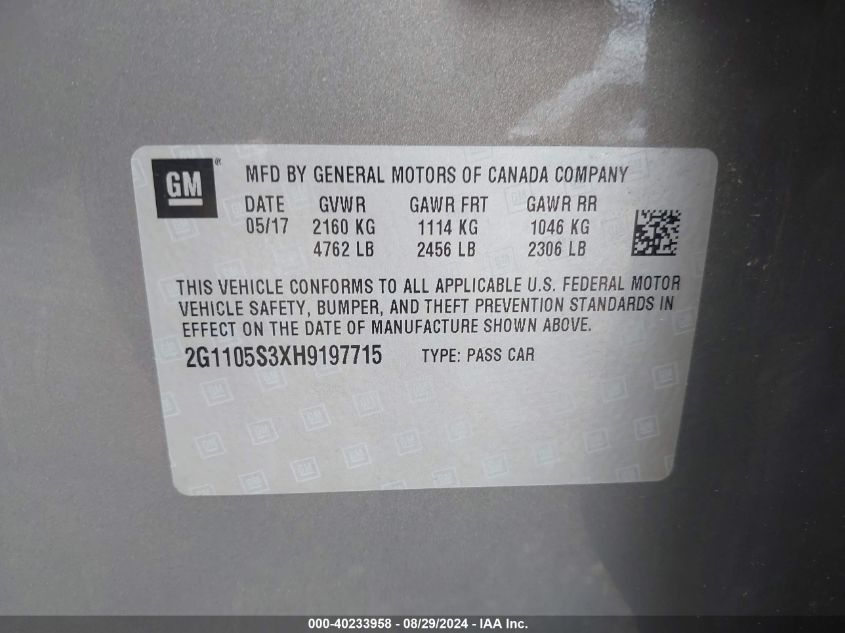 GM®
MFD BY GENERAL MOTORS OF CANADA COMPANY
DATE GVWR GAWR FRT GAWR RR
05/17 2160 KG 1114 KG 1046 KG
4762 LB 2456 LB 2306 LB
THIS VEHICLE CONFORMS TO ALL APPLICABLE U.S. FEDERAL MOTOR
VEHICLE SAFETY, BUMPER, AND THEFT PREVENTION STANDARDS IN
EFFECT ON THE DATE OF MANUFACTURE SHOWN ABOVE.
2G1105S3XH9197715 TYPE: PASS CAR
000-40233958 - 08/29/2024 - IAA Inc.